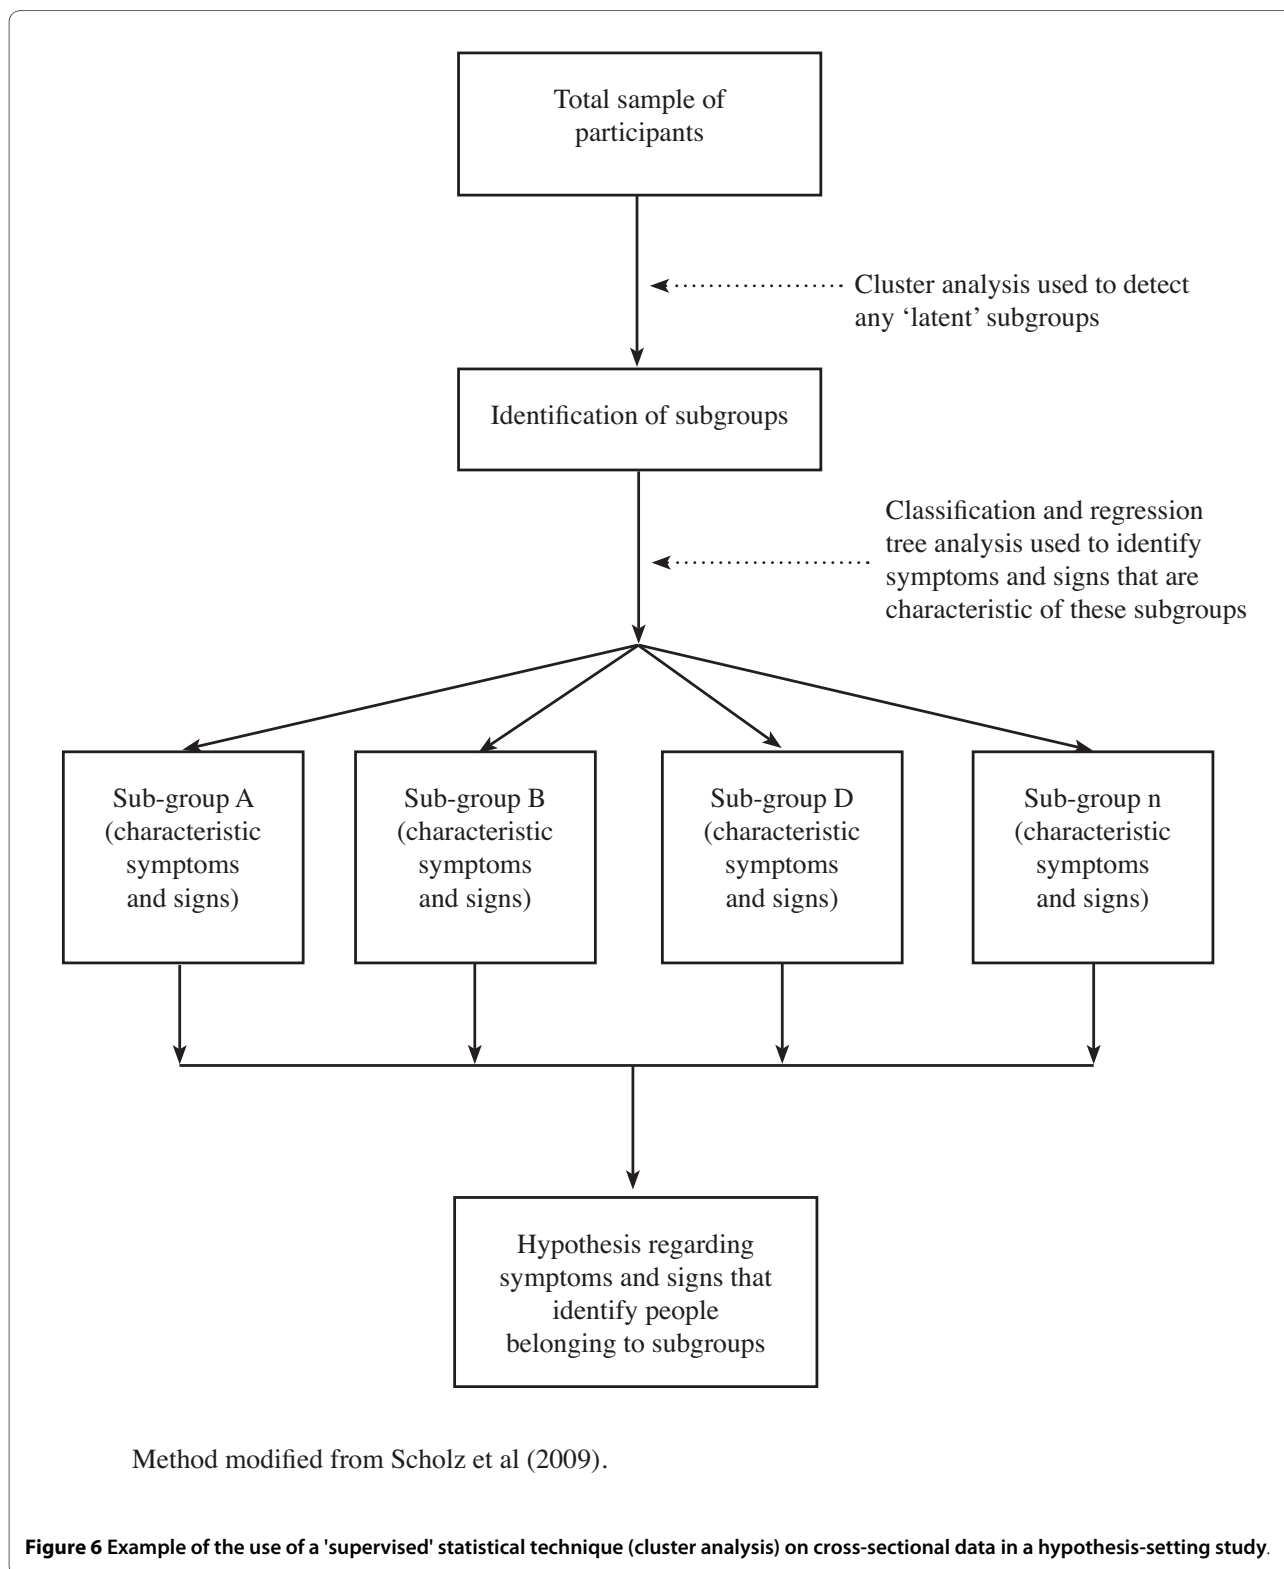 Total sample of
participants
Cluster analysis used to detect
any ‘latent’ subgroups
Identification of subgroups
Classification and regression
tree analysis used to identify
symptoms and signs that are
characteristic of these subgroups
Sub-group A
(characteristic
symptoms
and signs)
Sub-group B
(characteristic
symptoms
and signs)
Sub-group D
(characteristic
symptoms
and signs)
Sub-group n
(characteristic
symptoms
and signs)
Hypothesis regarding
symptoms and signs that
identify people
belonging to subgroups
Method modified from Scholz et al (2009).
Figure 6 Example of the use of a 'supervised' statistical technique (cluster analysis) on cross-sectional data in a hypothesis-setting study.